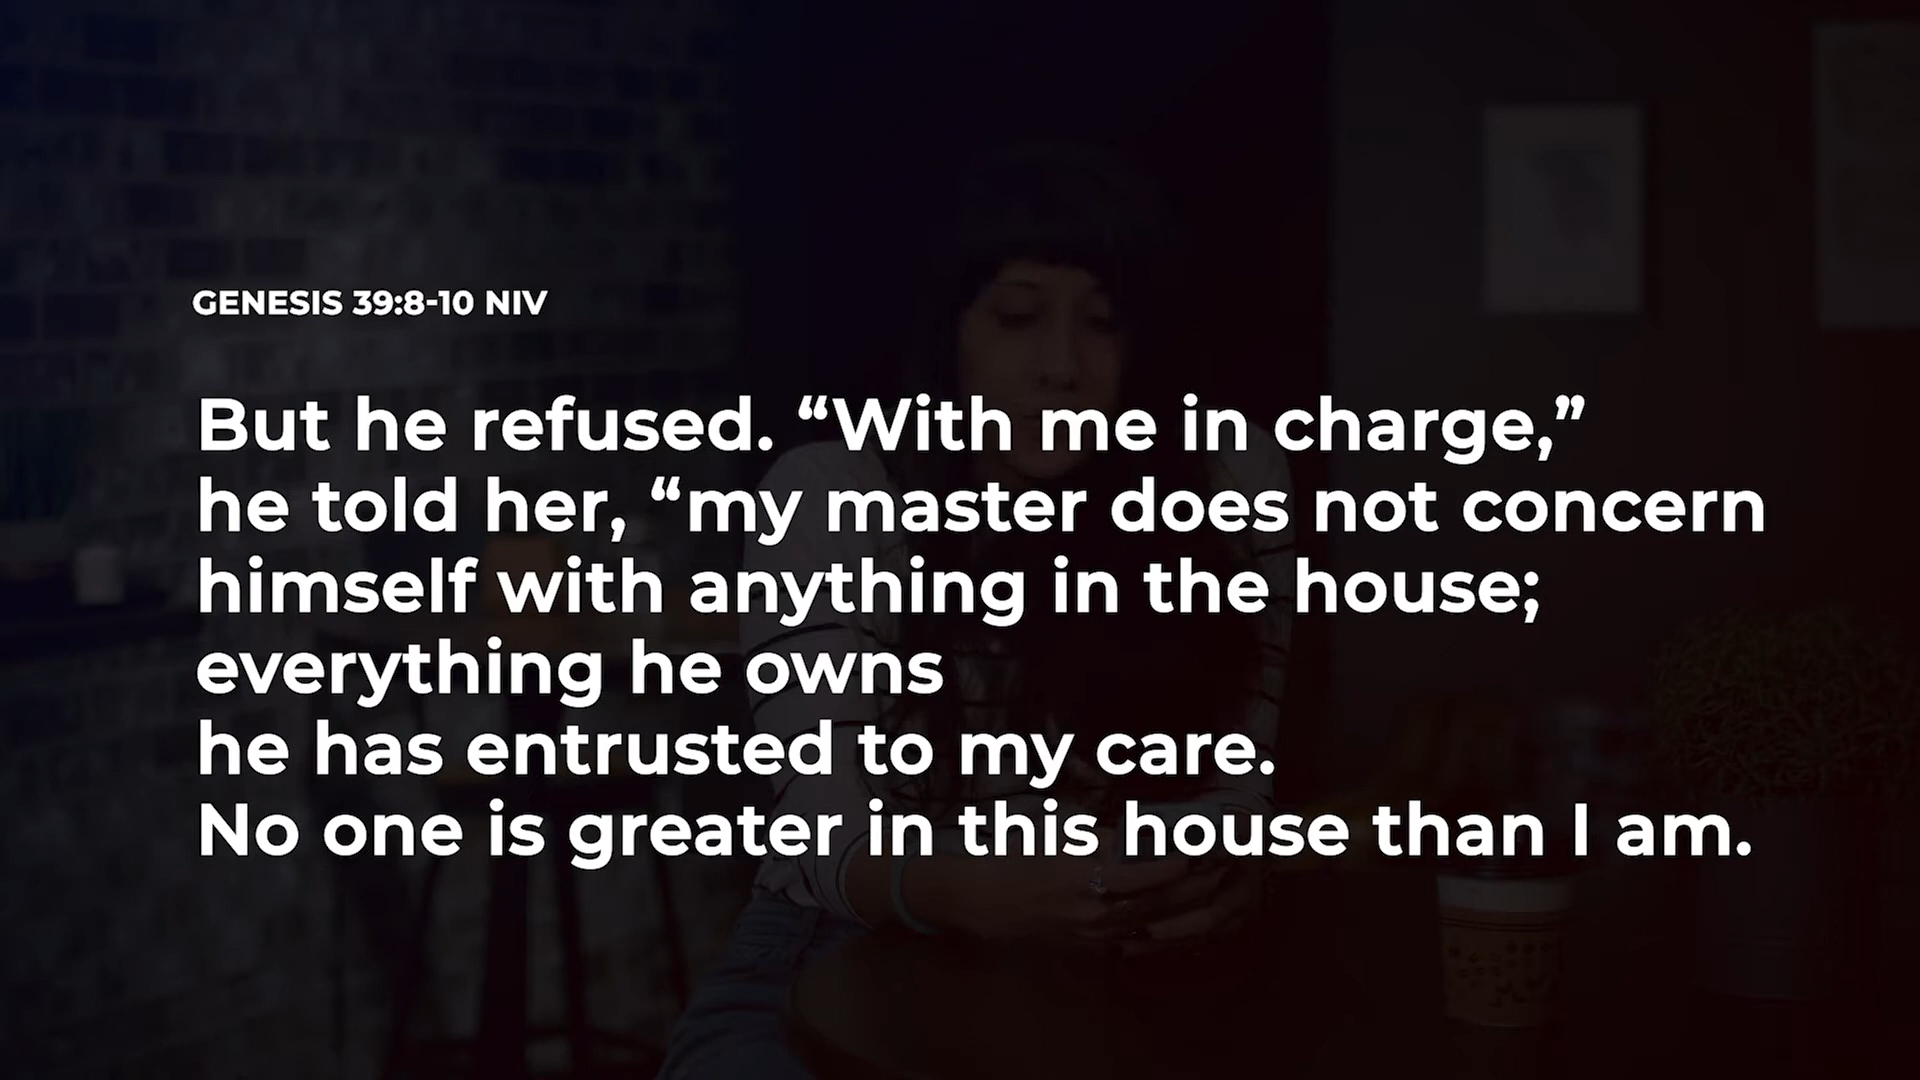 GENESIS 39:8-10 NIV
But he refused. “With me in charge,”
he told her, “my master does not concern
himself with anything in the house;
everything he owns
he has entrusted to my care.
No one is greater in this house than I am.